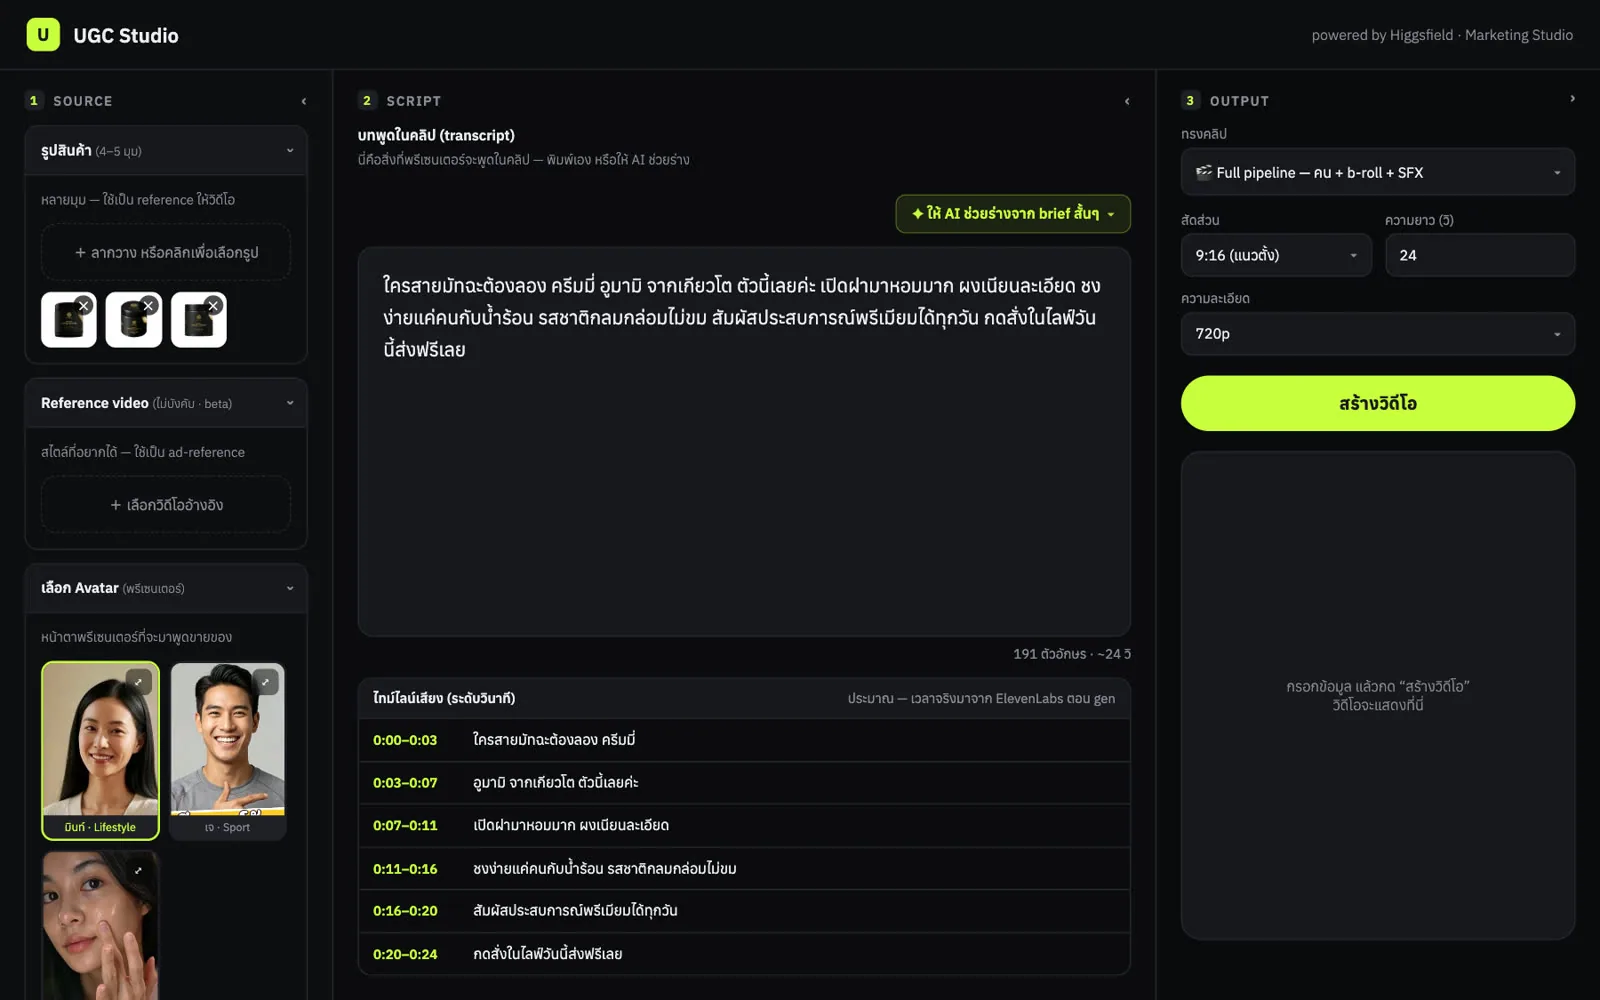 U UGC Studio
powered by Higgsfield · Marketing Studio
1 SOURCE
รูปสินค้า (4–5 มุม)
หลายมุม — ใช้เป็น reference ให้วิดีโอ
+ ลากวาง หรือคลิกเพื่อเลือกรูป
Reference video (ไม่บังคับ · beta)
สไตล์ที่อยากได้ — ใช้เป็น ad-reference
+ เลือกวิดีโออ้างอิง
เลือก Avatar (พรีเซนเตอร์)
หน้าตาพรีเซนเตอร์ที่จะมาพูดขายของ
มินท์ · Lifestyle
เจ · Sport
2 SCRIPT
บทพูดในคลิป (transcript)
นี่คือสิ่งที่พรีเซนเตอร์จะพูดในคลิป — พิมพ์เอง หรือให้ AI ช่วยร่าง
✦ ให้ AI ช่วยร่างจาก brief สั้นๆ
ใครสายมัทฉะต้องลอง ครีมมี่ อูมามิ จากเกียวโต ตัวนี้เลยค่ะ เปิดฝามาหอมมาก ผงเนียนละเอียด ชง
ง่ายแค่คนกับน้ำร้อน รสชาติกลมกล่อมไม่ขม สัมผัสประสบการณ์พรีเมียมได้ทุกวัน กดสั่งในไลฟ์วัน
นี้ส่งฟรีเลย
191 ตัวอักษร · ~24 วิ
ไทม์ไลน์เสียง (ระดับวินาที) ประมาณ — เวลาจริงมาจาก ElevenLabs ตอน gen
0:00–0:03 ใครสายมัทฉะต้องลอง ครีมมี่
0:03–0:07 อูมามิ จากเกียวโต ตัวนี้เลยค่ะ
0:07–0:11 เปิดฝามาหอมมาก ผงเนียนละเอียด
0:11–0:16 ชงง่ายแค่คนกับน้ำร้อน รสชาติกลมกล่อมไม่ขม
0:16–0:20 สัมผัสประสบการณ์พรีเมียมได้ทุกวัน
0:20–0:24 กดสั่งในไลฟ์วันนี้ส่งฟรีเลย
3 OUTPUT
ทรงคลิป
🎬 Full pipeline — คน + b-roll + SFX
สัดส่วน ความยาว (วิ)
9:16 (แนวตั้ง) 24
ความละเอียด
720p
สร้างวิดีโอ
กรอกข้อมูล แล้วกด “สร้างวิดีโอ”
วิดีโอจะแสดงที่นี่